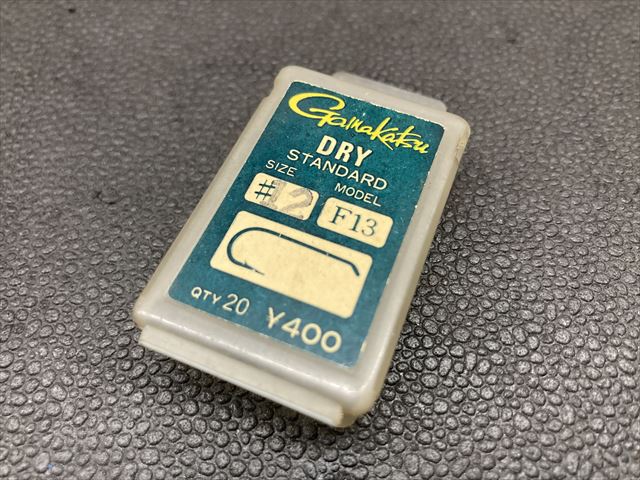 Gamakatsu
DRY
STANDARD
SIZE MODEL
#12 F13
QTY 20 ¥400